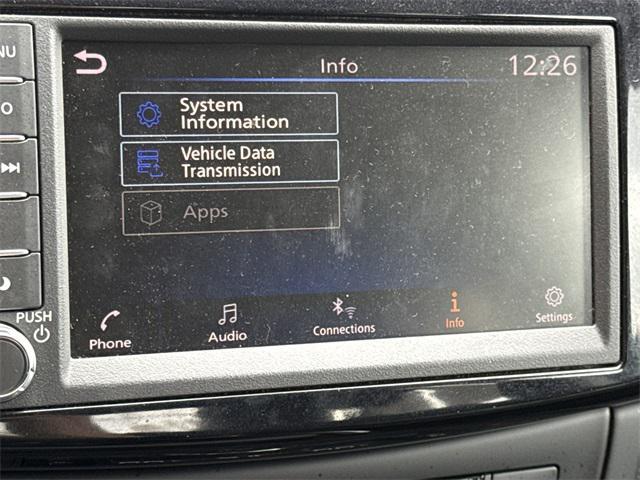 Info
12:26
System
Information
Vehicle Data
Transmission
Apps
PUSH
Phone
Audio
Connections
Info
Settings